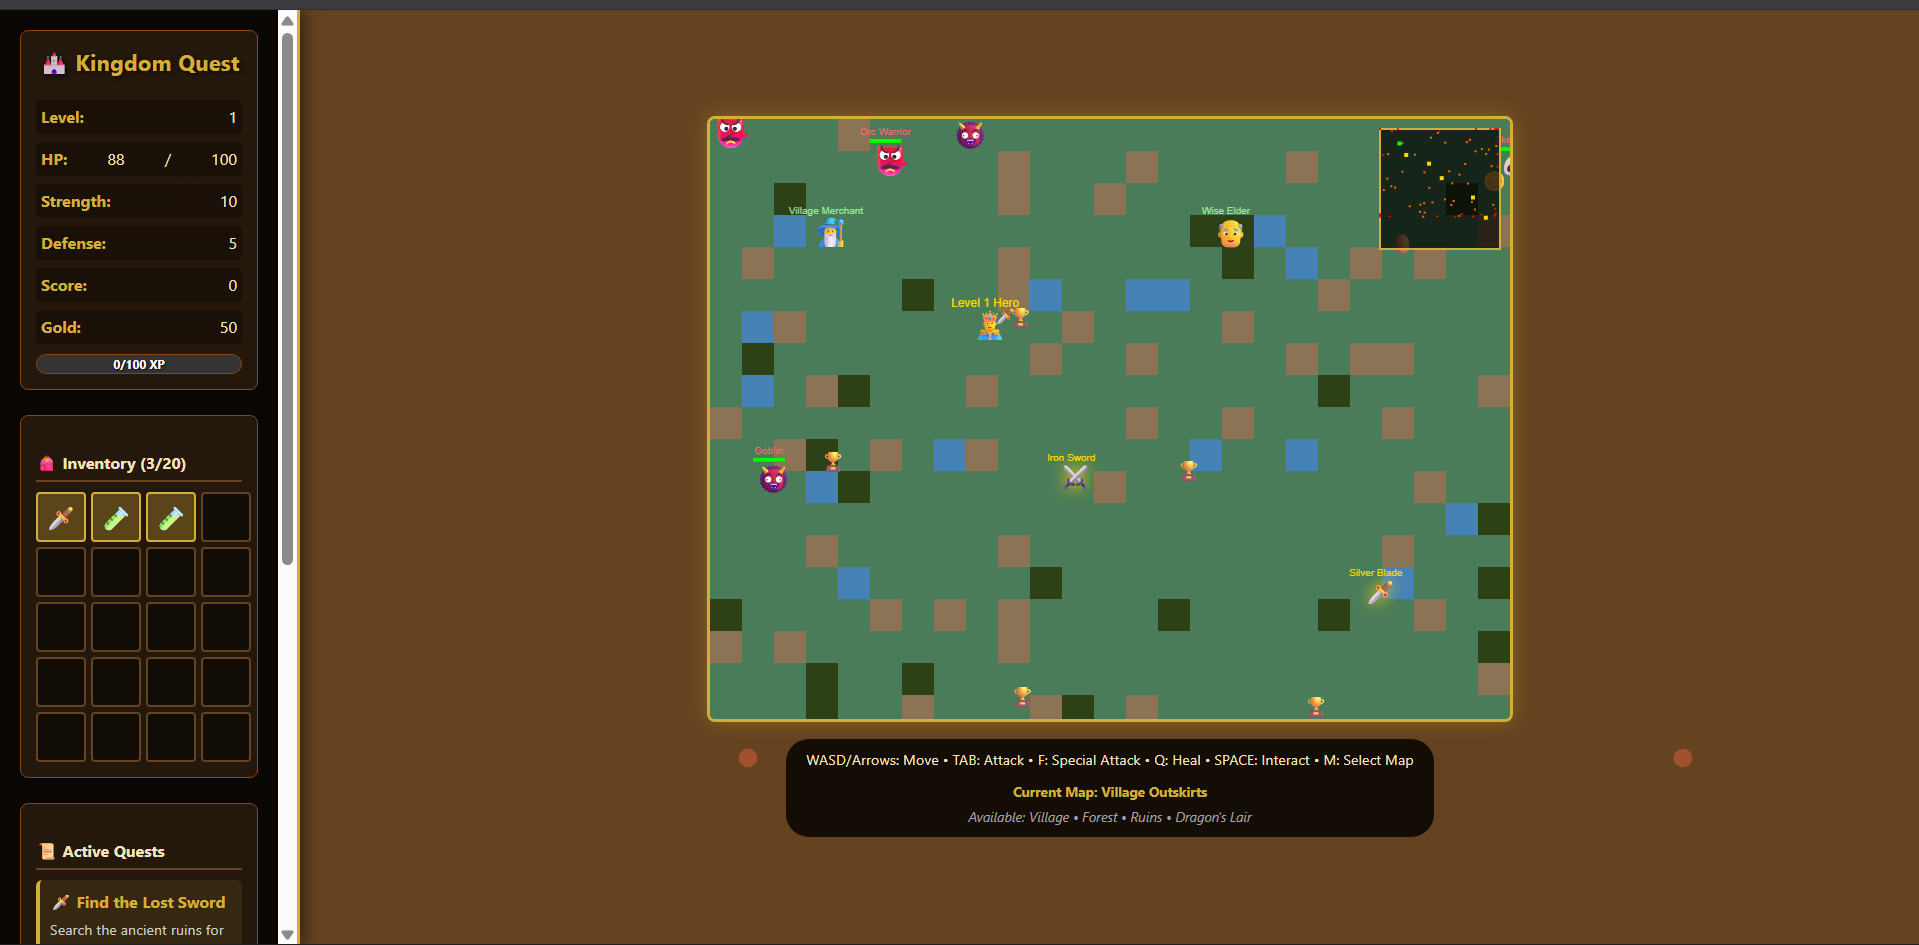 Kingdom Quest
Level: 1
HP: 88 / 100
Strength: 10
Defense: 5
Score: 0
Gold: 50
0/100 XP
Inventory (3/20)
Active Quests
Find the Lost Sword
Search the ancient ruins for
Orc Warrior
Village Merchant
Wise Elder
Level 1 Hero
Goblin
Iron Sword
Silver Blade
WASD/Arrows: Move • TAB: Attack • F: Special Attack • Q: Heal • SPACE: Interact • M: Select Map
Current Map: Village Outskirts
Available: Village • Forest • Ruins • Dragon's Lair